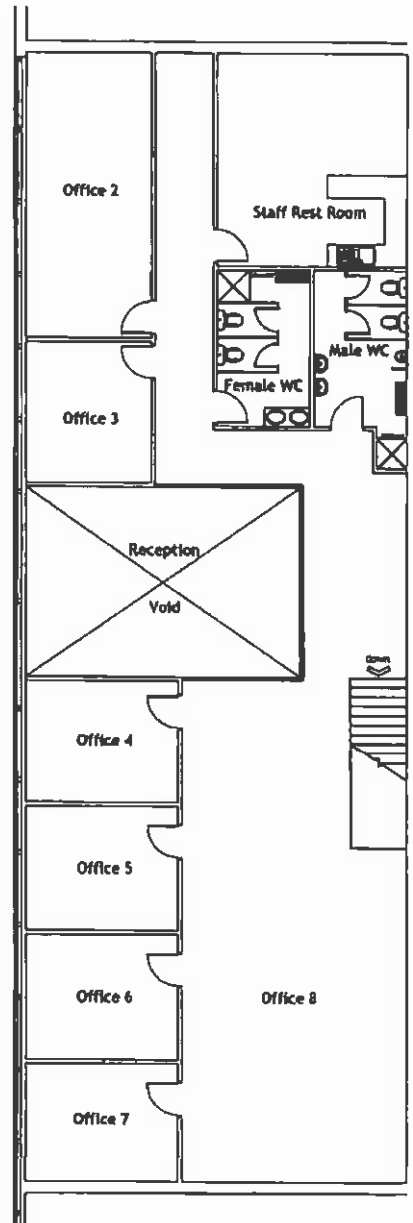 Office 2
Staff Rest Room
Male WC
Female WC
Office 3
Reception
Void
Down
Office 4
Office 5
Office 6
Office 8
Office 7